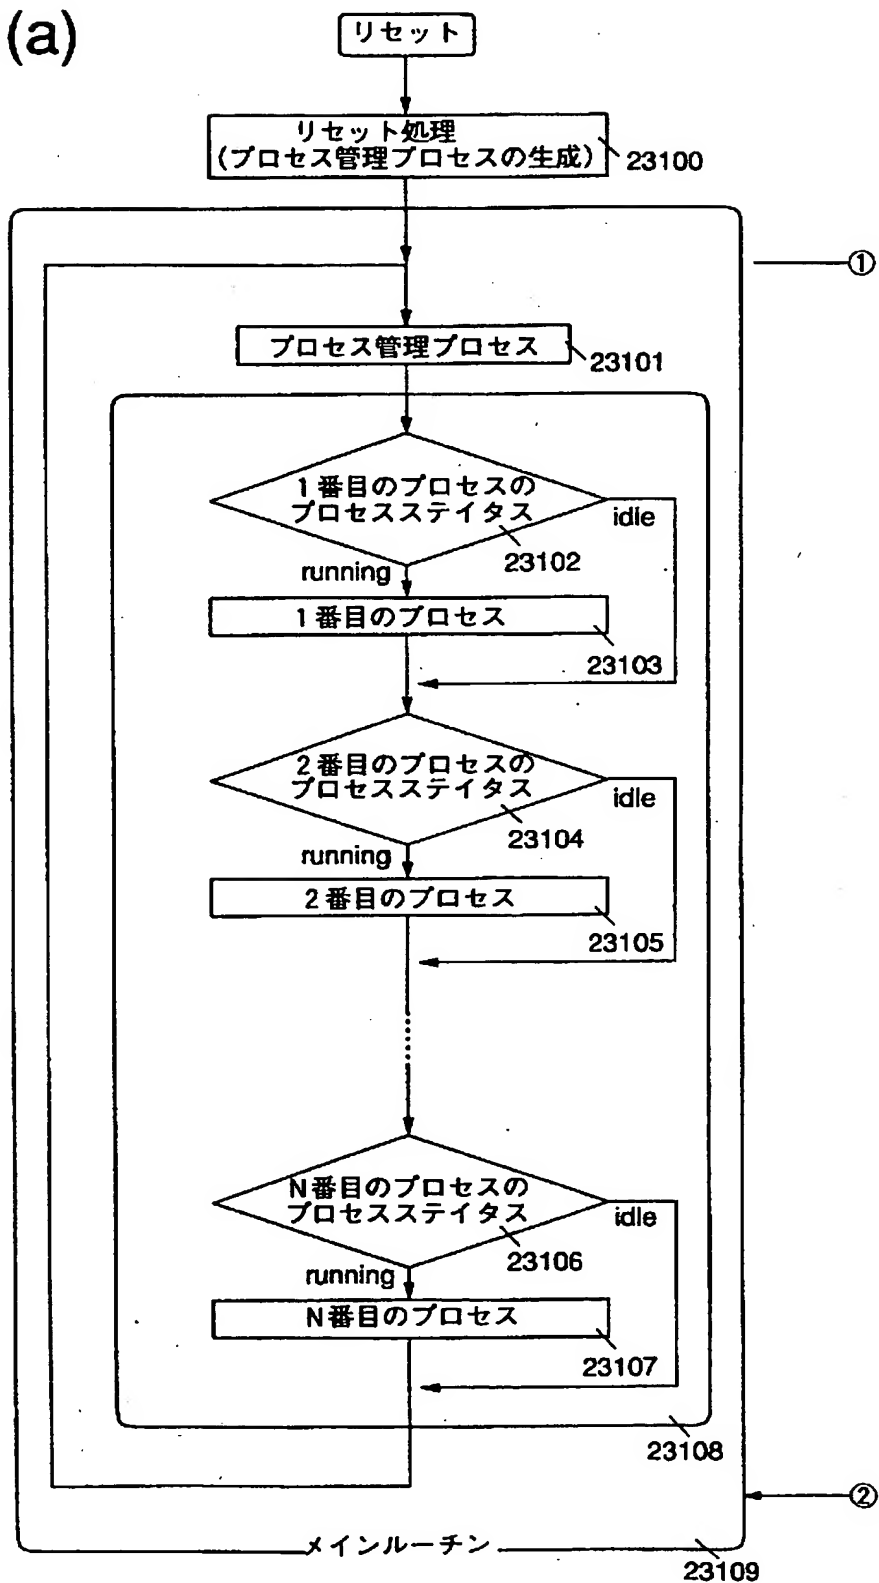 (a)
リセット
リセット処理
(プロセス管理プロセスの生成)
23100
①
プロセス管理プロセス
23101
1番目のプロセスの
プロセスステイタス
idle
23102
running
1番目のプロセス
23103
2番目のプロセスの
プロセスステイタス
idle
23104
running
2番目のプロセス
23105
N番目のプロセスの
プロセスステイタス
idle
23106
running
N番目のプロセス
23107
23108
②
メインルーチン
23109